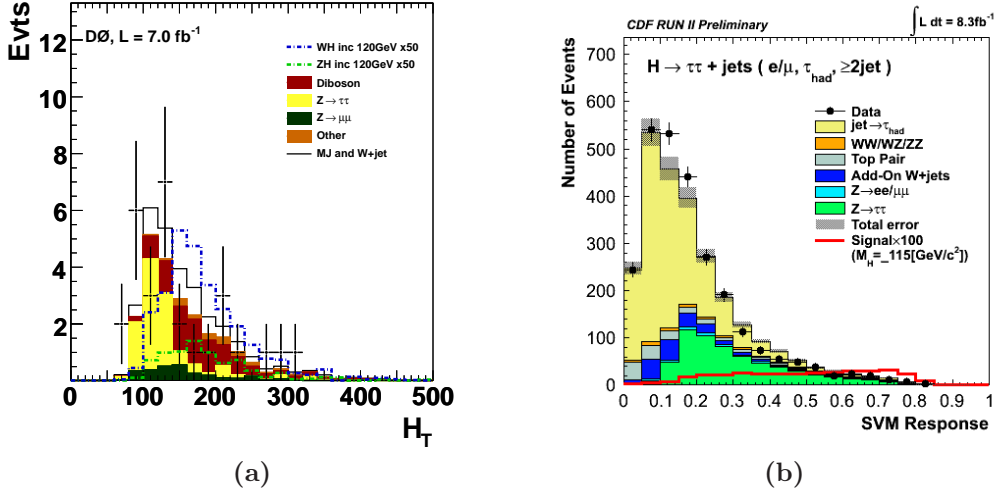 Evts
12
10
8
6
4
2
0
100
200
300
400
500
H_T
DØ, L = 7.0 fb⁻¹
WH inc 120GeV x50
ZH inc 120GeV x50
Diboson
Z→ττ
Z→μμ
Other
MJ and W+jet
(a)
CDF RUN II Preliminary
∫L dt = 8.3fb⁻¹
Number of Events
700
600
500
400
300
200
100
0
0
0.1
0.2
0.3
0.4
0.5
0.6
0.7
0.8
0.9
1
SVM Response
H → ττ + jets ( e/μ, τ_had, ≥2jet )
Data
jet→τ_had
WW/WZ/ZZ
Top Pair
Add-On W+jets
Z→ee/μμ
Z→ττ
Total error
Signal×100
(M_H=_115[GeV/c²])
(b)